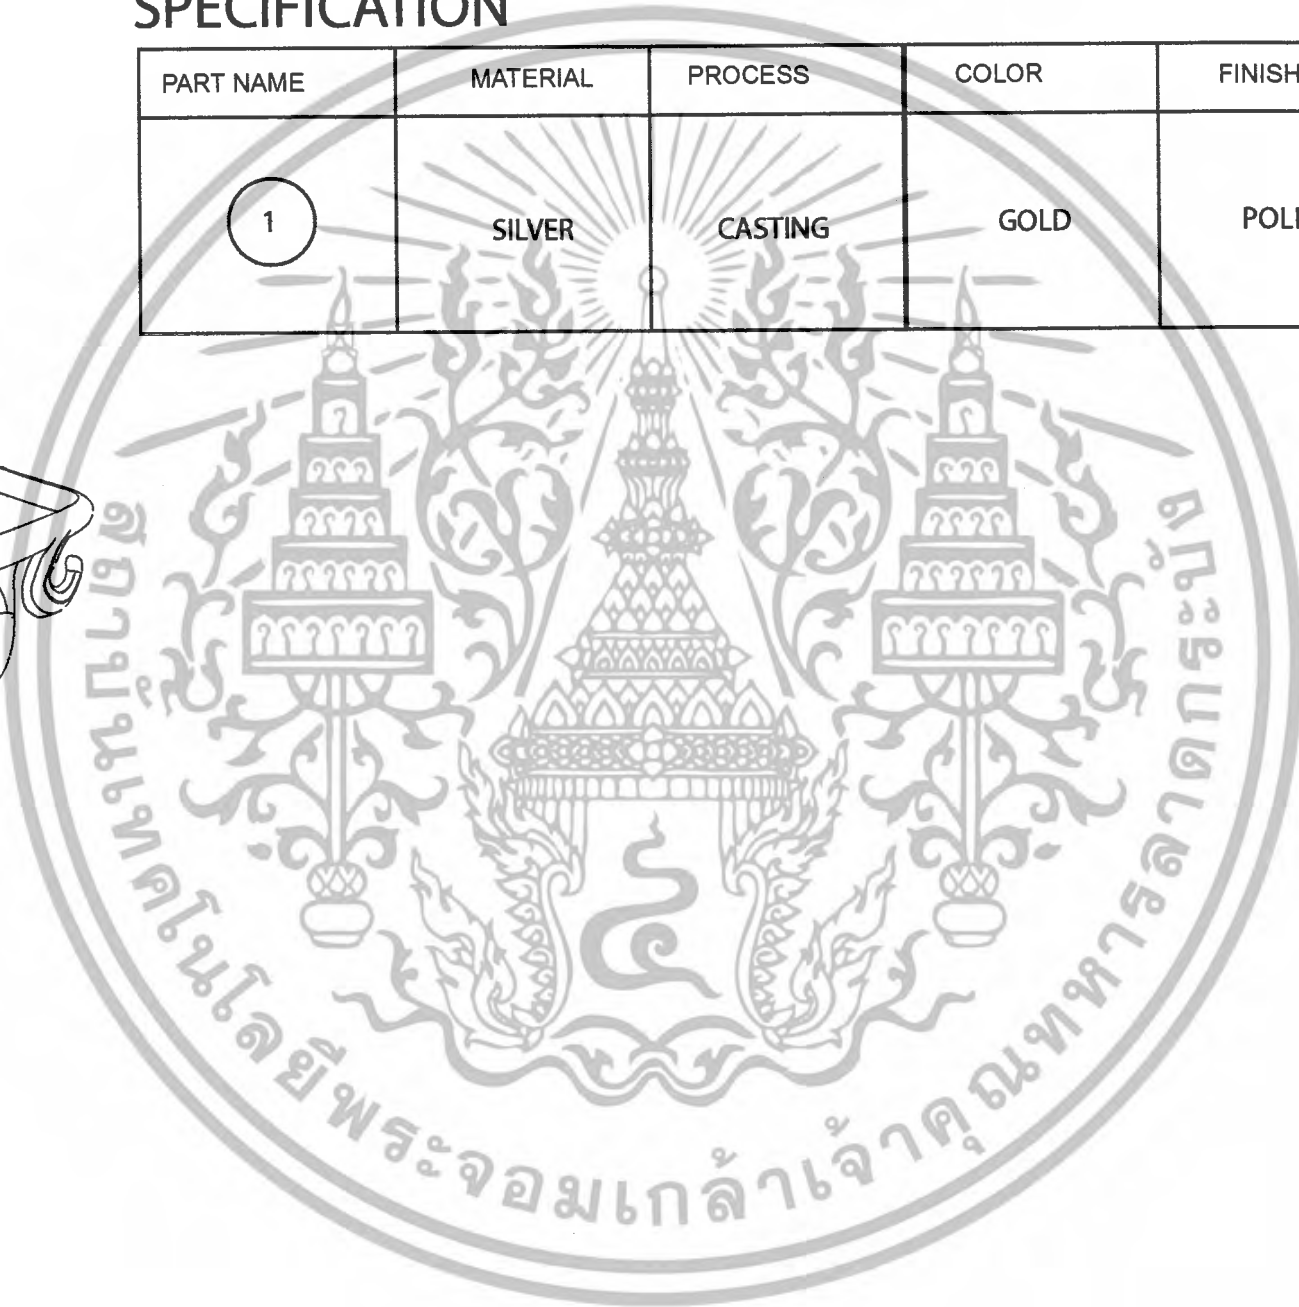 SPECIFICATION
PART NAME MATERIAL PROCESS COLOR FINISH
1 SILVER CASTING GOLD POLI
สถาบันเทคโนโลยีพระจอมเกล้าเจ้าคุณทหารลาดกระบัง
๔